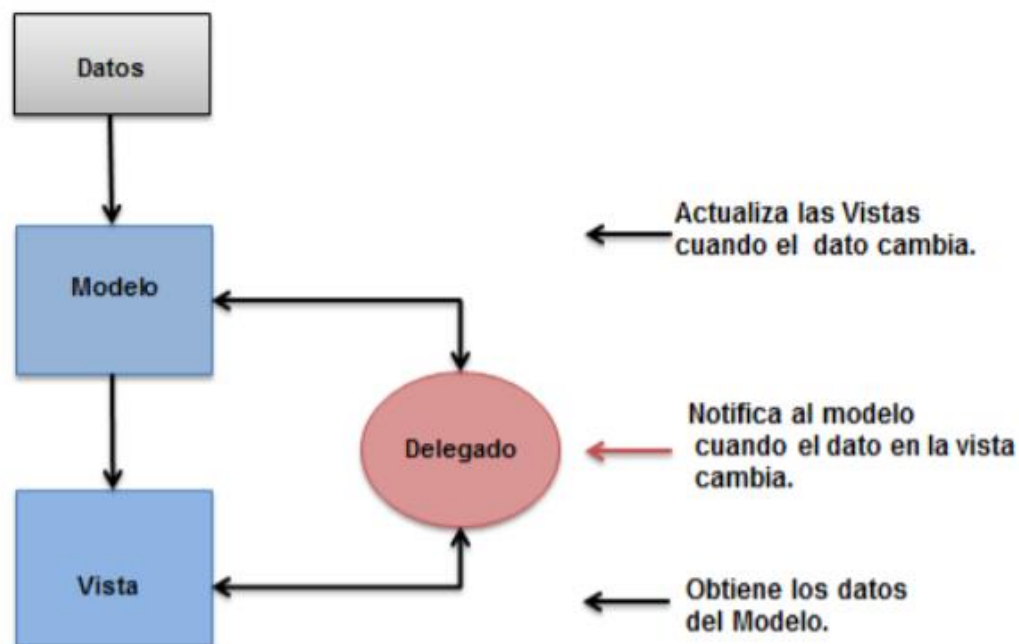 Datos
Actualiza las Vistas
cuando el dato cambia.
Modelo
Notifica al modelo
cuando el dato en la vista
cambia.
Delegado
Vista
Obtiene los datos
del Modelo.